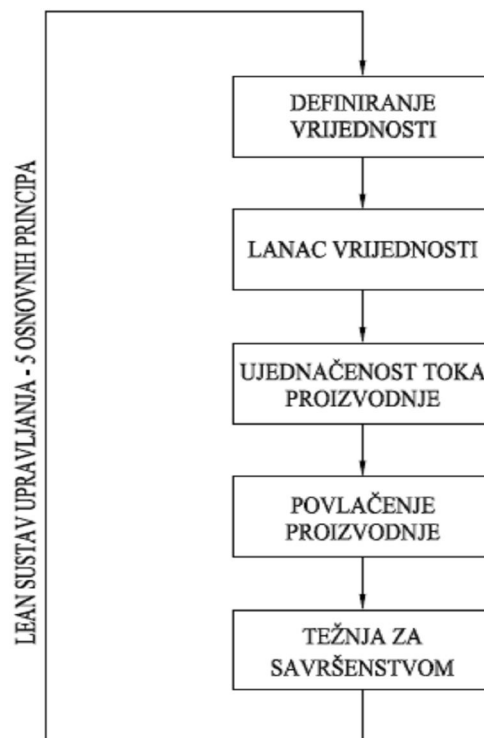 LEAN SUSTAV UPRAVLJANJA - 5 OSNOVNIH PRINCIPA
DEFINIRANJE
VRIJEDNOSTI
LANAC VRIJEDNOSTI
UJEDNAČENOST TOKA
PROIZVODNJE
POVLAČENJE
PROIZVODNJE
TEŽNJA ZA
SAVRŠENSTVOM